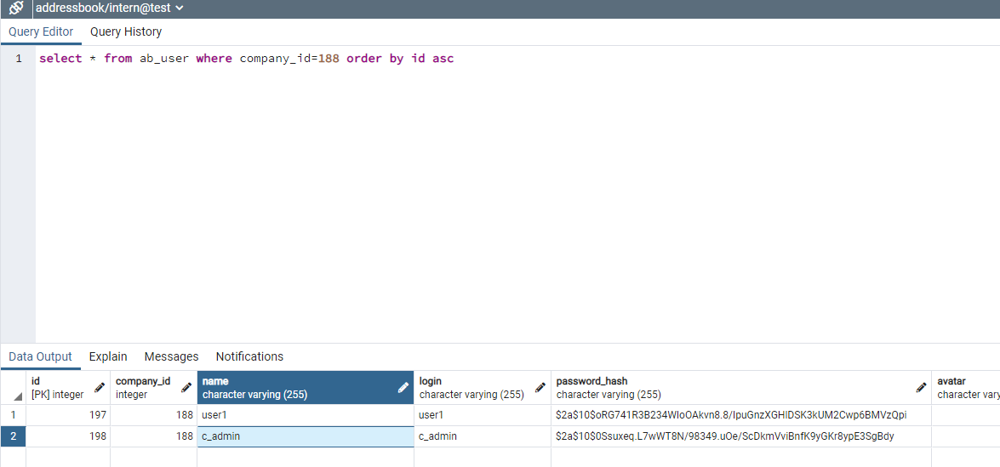 addressbook/intern@test
Query Editor Query History
1 select * from ab_user where company_id=188 order by id asc
Data Output Explain Messages Notifications
id company_id name login password_hash avatar
[PK] integer integer character varying (255) character varying (255) character varying (255) character vary
1 197 188 user1 user1 $2a$10$oRG741R3B234WIoOAkvn8.8/IpuGnzXGHlDSK3kUM2Cwp6BMVzQpi
2 198 188 c_admin c_admin $2a$10$0Ssuxeq.L7wWT8N/98349.uOe/ScDkmVviBnfK9yGKr8ypE3SgBdy